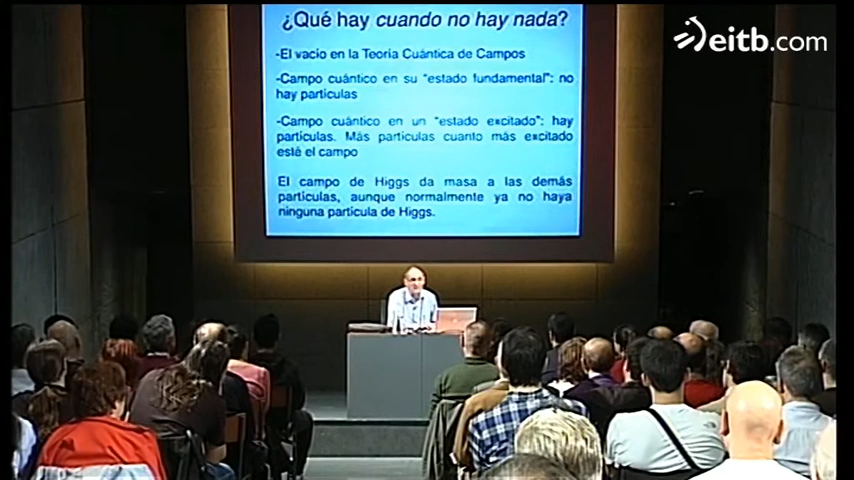 ¿Qué hay cuando no hay nada?
-El vacío en la Teoría Cuántica de Campos
-Campo cuántico en su "estado fundamental": no
hay partículas
-Campo cuántico en un "estado excitado": hay
partículas. Más partículas cuanto más excitado
esté el campo
El campo de Higgs da masa a las demás
partículas, aunque normalmente ya no haya
ninguna partícula de Higgs.
eitb.com